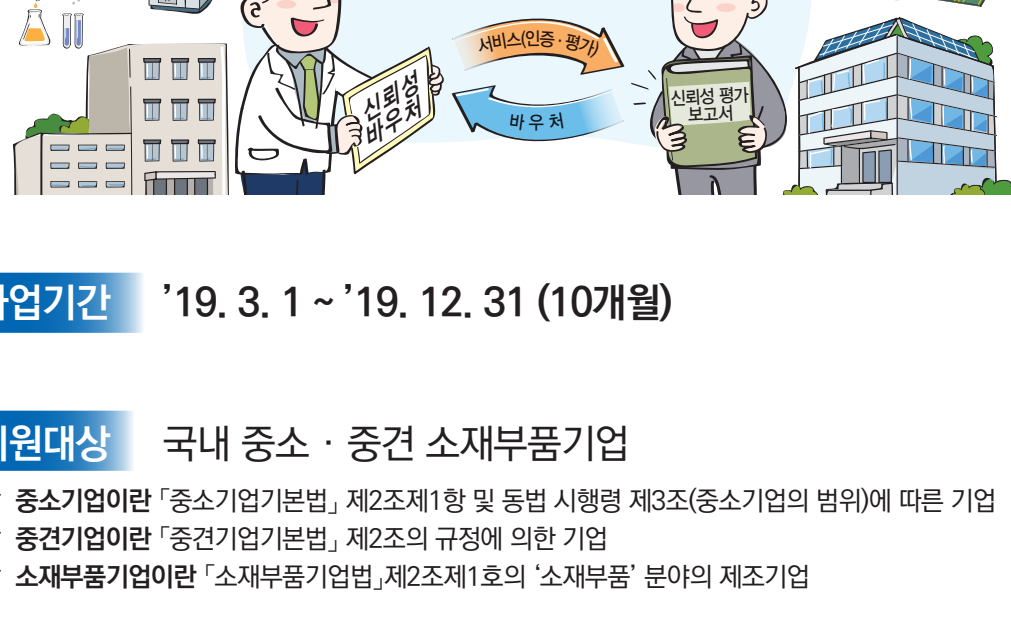 서비스(인증·평가)
신뢰성
바우처
바우처
신뢰성 평가
보고서
사업기간 ’19. 3. 1 ~ ’19. 12. 31 (10개월)
지원대상 국내 중소 · 중견 소재부품기업
중소기업이란 「중소기업기본법」 제2조제1항 및 동법 시행령 제3조(중소기업의 범위)에 따른 기업
중견기업이란 「중견기업기본법」 제2조의 규정에 의한 기업
소재부품기업이란 「소재부품기업법」제2조제1호의 ‘소재부품’ 분야의 제조기업